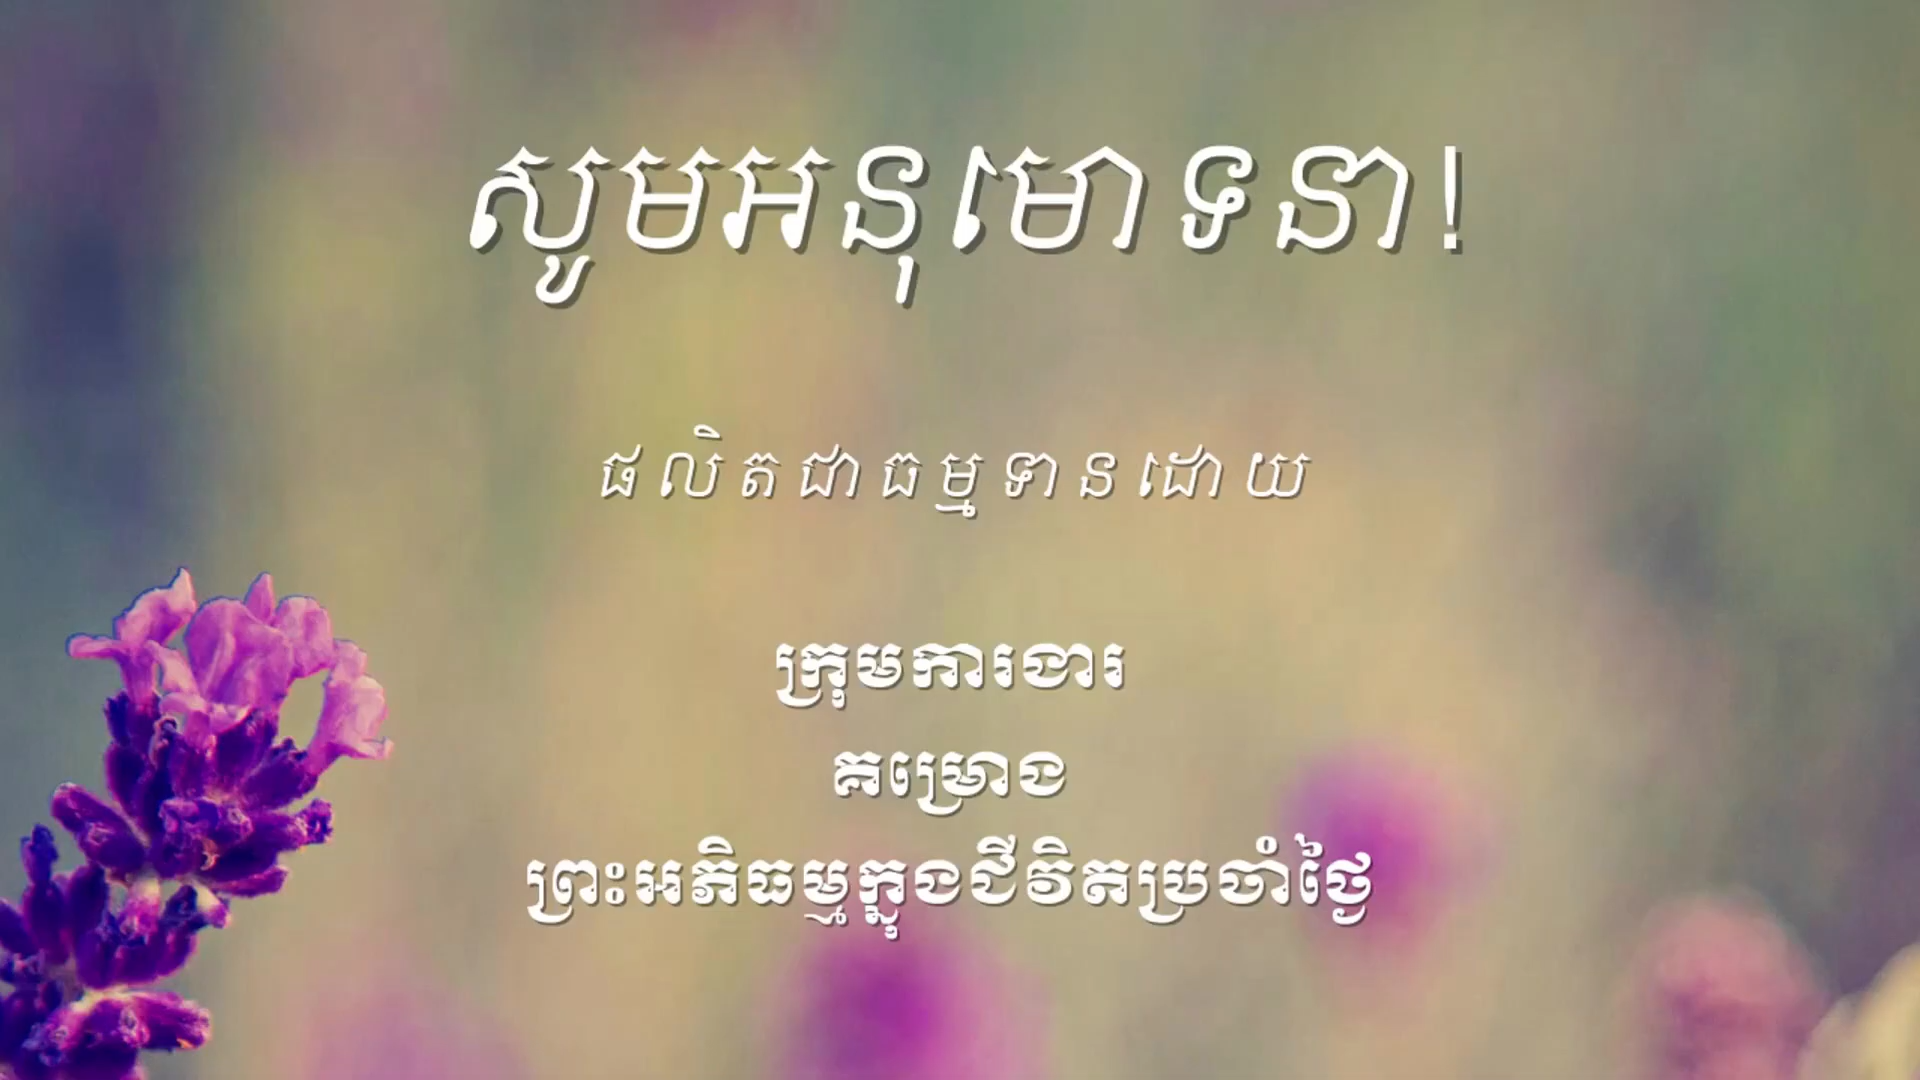 សូមអនុមោទនា!
ផលិតជាធម្មទានដោយ
ក្រុមការងារ
គម្រោង
ព្រះអភិធម្មក្នុងជីវិតប្រចាំថ្ងៃ